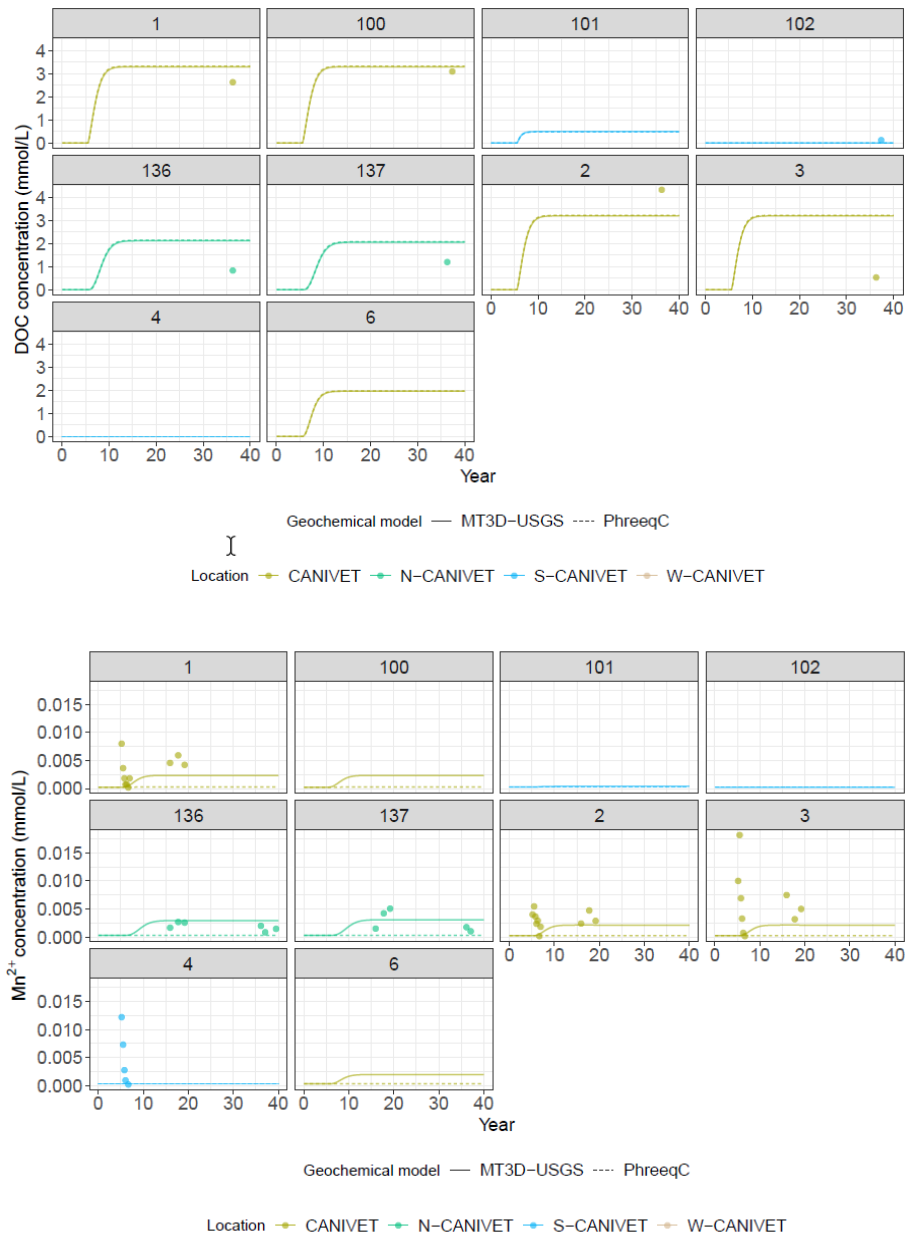 1 100 101 102
4
3
2
1
0
136 137 2 3
4
3
2
1
0
0 10 20 30 40 0 10 20 30 40
4 6
4
3
2
1
0
0 10 20 30 40 0 10 20 30 40
DOC concentration (mmol/L)
Year
Geochemical model MT3D-USGS PhreeqC
Location CANIVET N-CANIVET S-CANIVET W-CANIVET
1 100 101 102
0.015
0.010
0.005
0.000
136 137 2 3
0.015
0.010
0.005
0.000
0 10 20 30 40 0 10 20 30 40
4 6
0.015
0.010
0.005
0.000
0 10 20 30 40 0 10 20 30 40
Mn²⁺ concentration (mmol/L)
Year
Geochemical model MT3D-USGS PhreeqC
Location CANIVET N-CANIVET S-CANIVET W-CANIVET